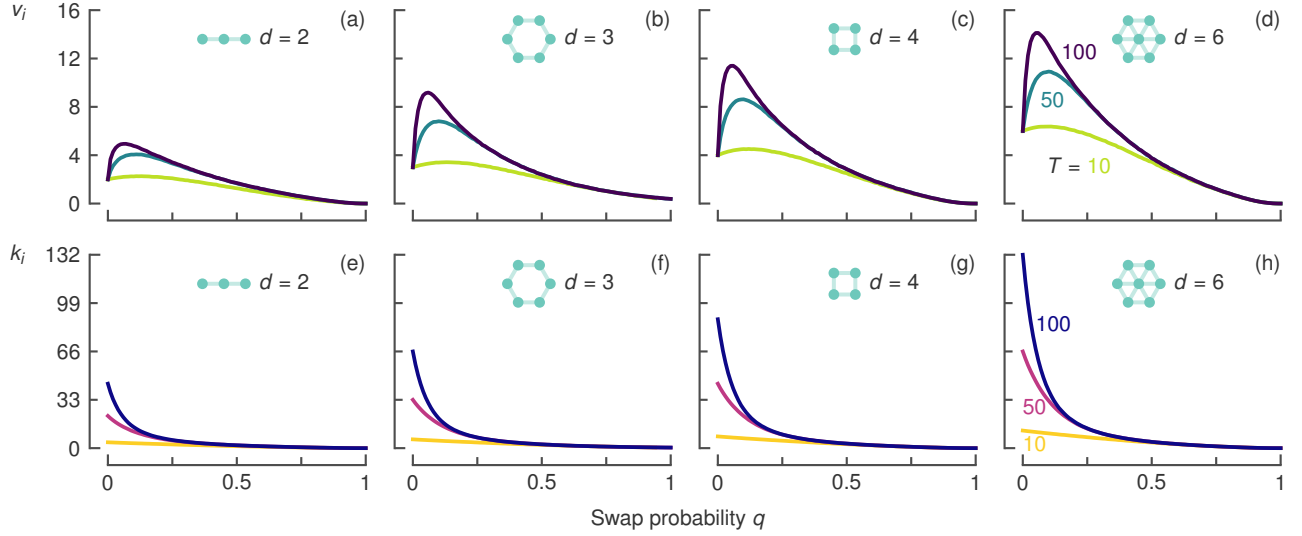 vᵢ
16
12
8
4
0
(a)
d = 2
(b)
d = 3
(c)
d = 4
(d)
d = 6
100
50
T = 10
kᵢ
132
99
66
33
0
(e)
d = 2
(f)
d = 3
(g)
d = 4
(h)
d = 6
100
50
10
0 0.5 1 0 0.5 1 0 0.5 1 0 0.5 1
Swap probability q